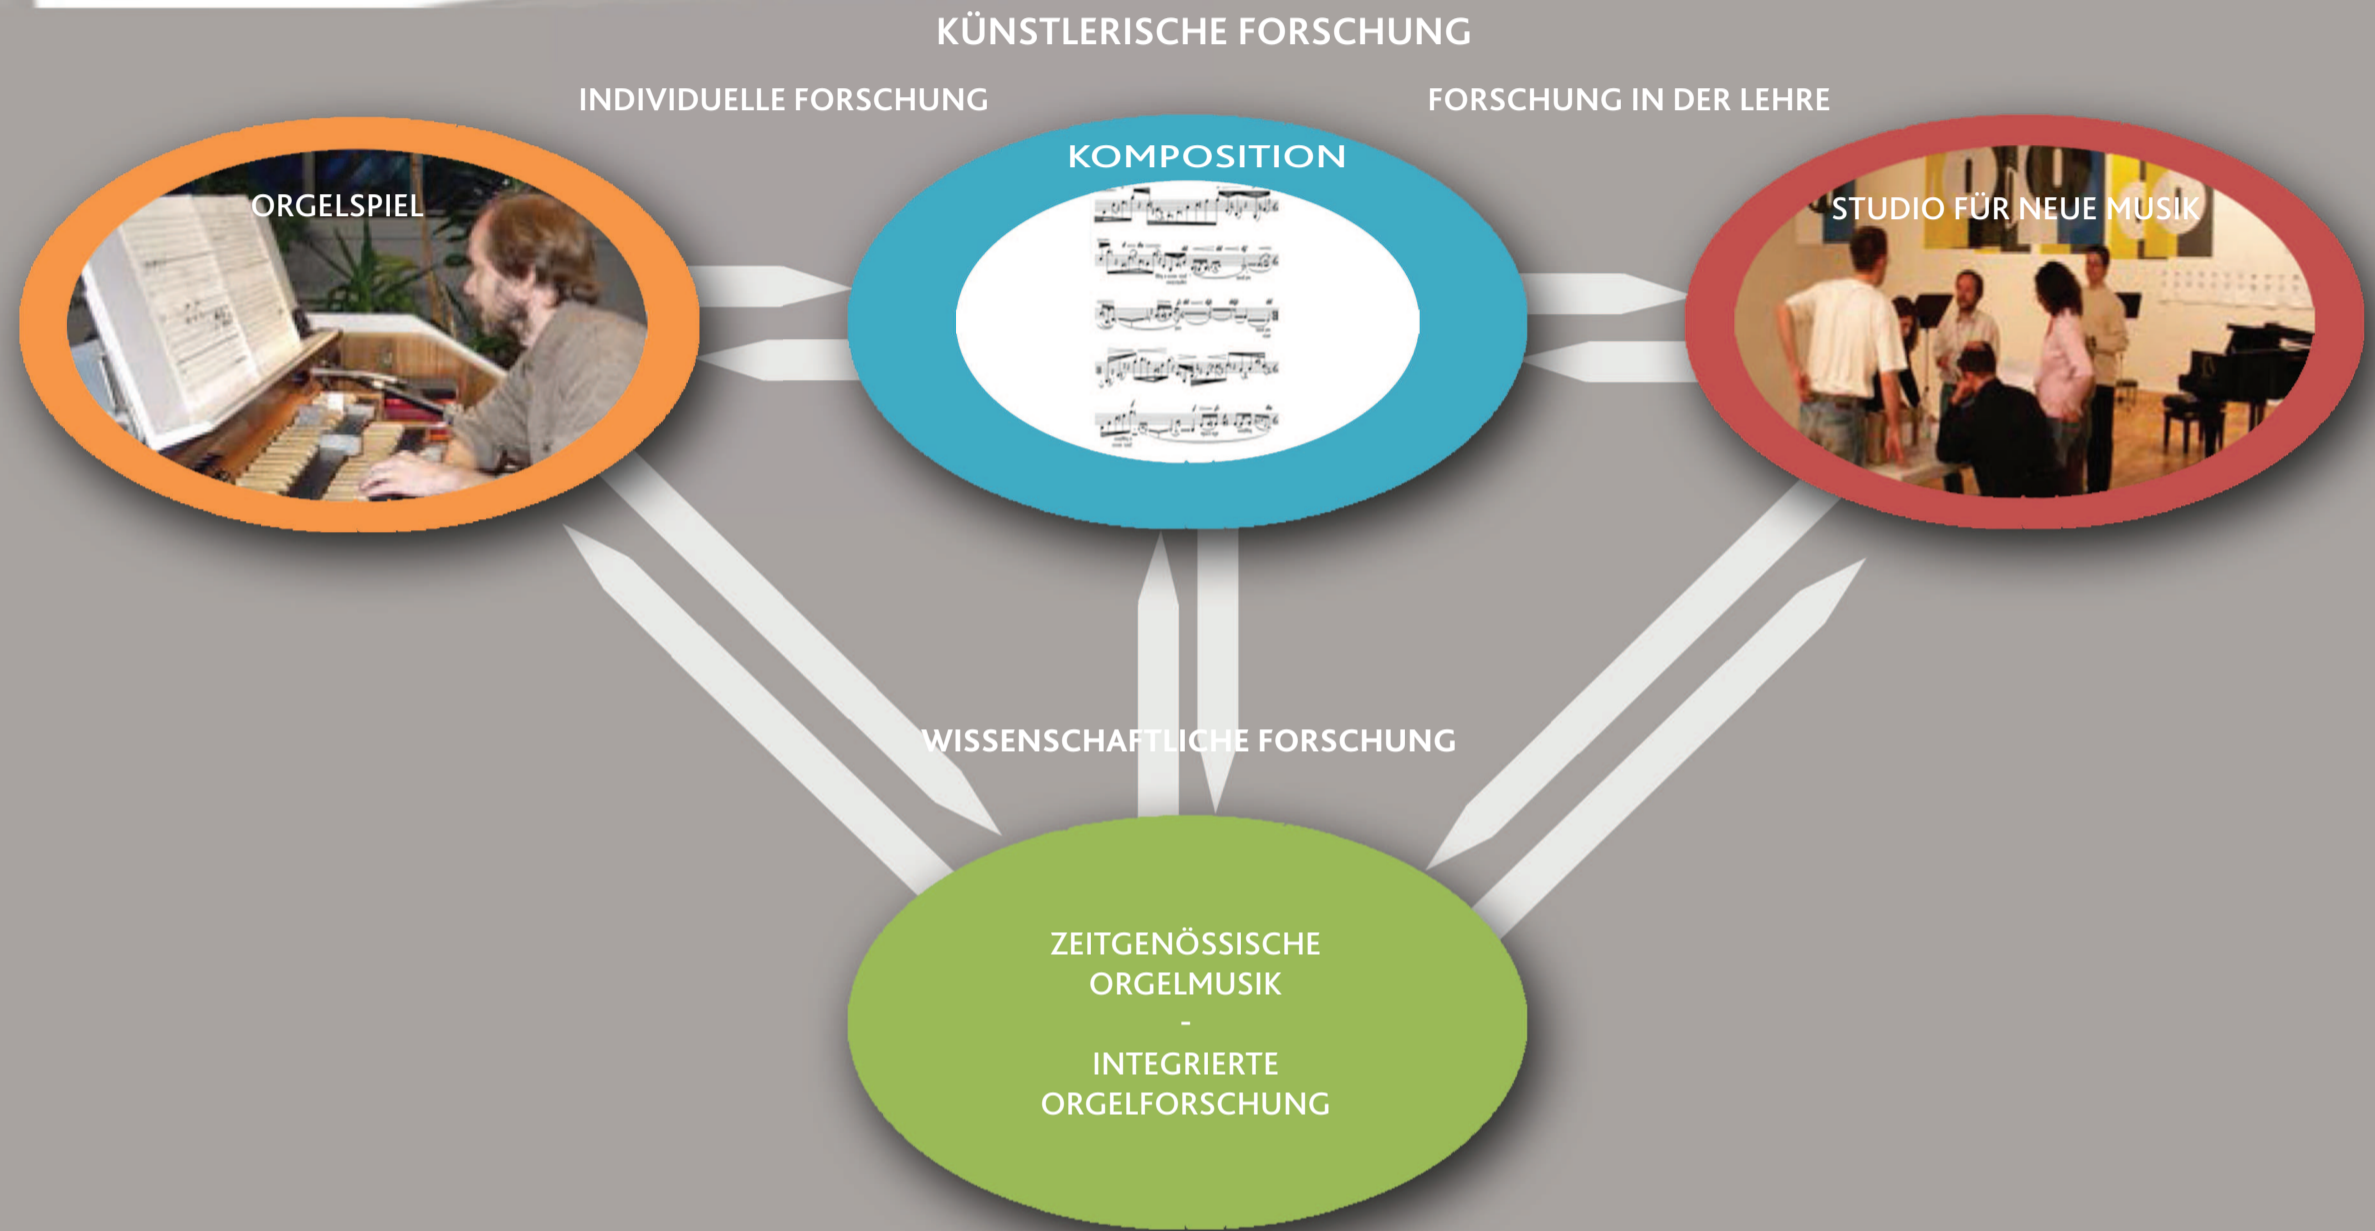 KÜNSTLERISCHE FORSCHUNG
INDIVIDUELLE FORSCHUNG
FORSCHUNG IN DER LEHRE
ORGELSPIEL
KOMPOSITION
STUDIO FÜR NEUE MUSIK
WISSENSCHAFTLICHE FORSCHUNG
ZEITGENÖSSISCHE
ORGELMUSIK
-
INTEGRIERTE
ORGELFORSCHUNG